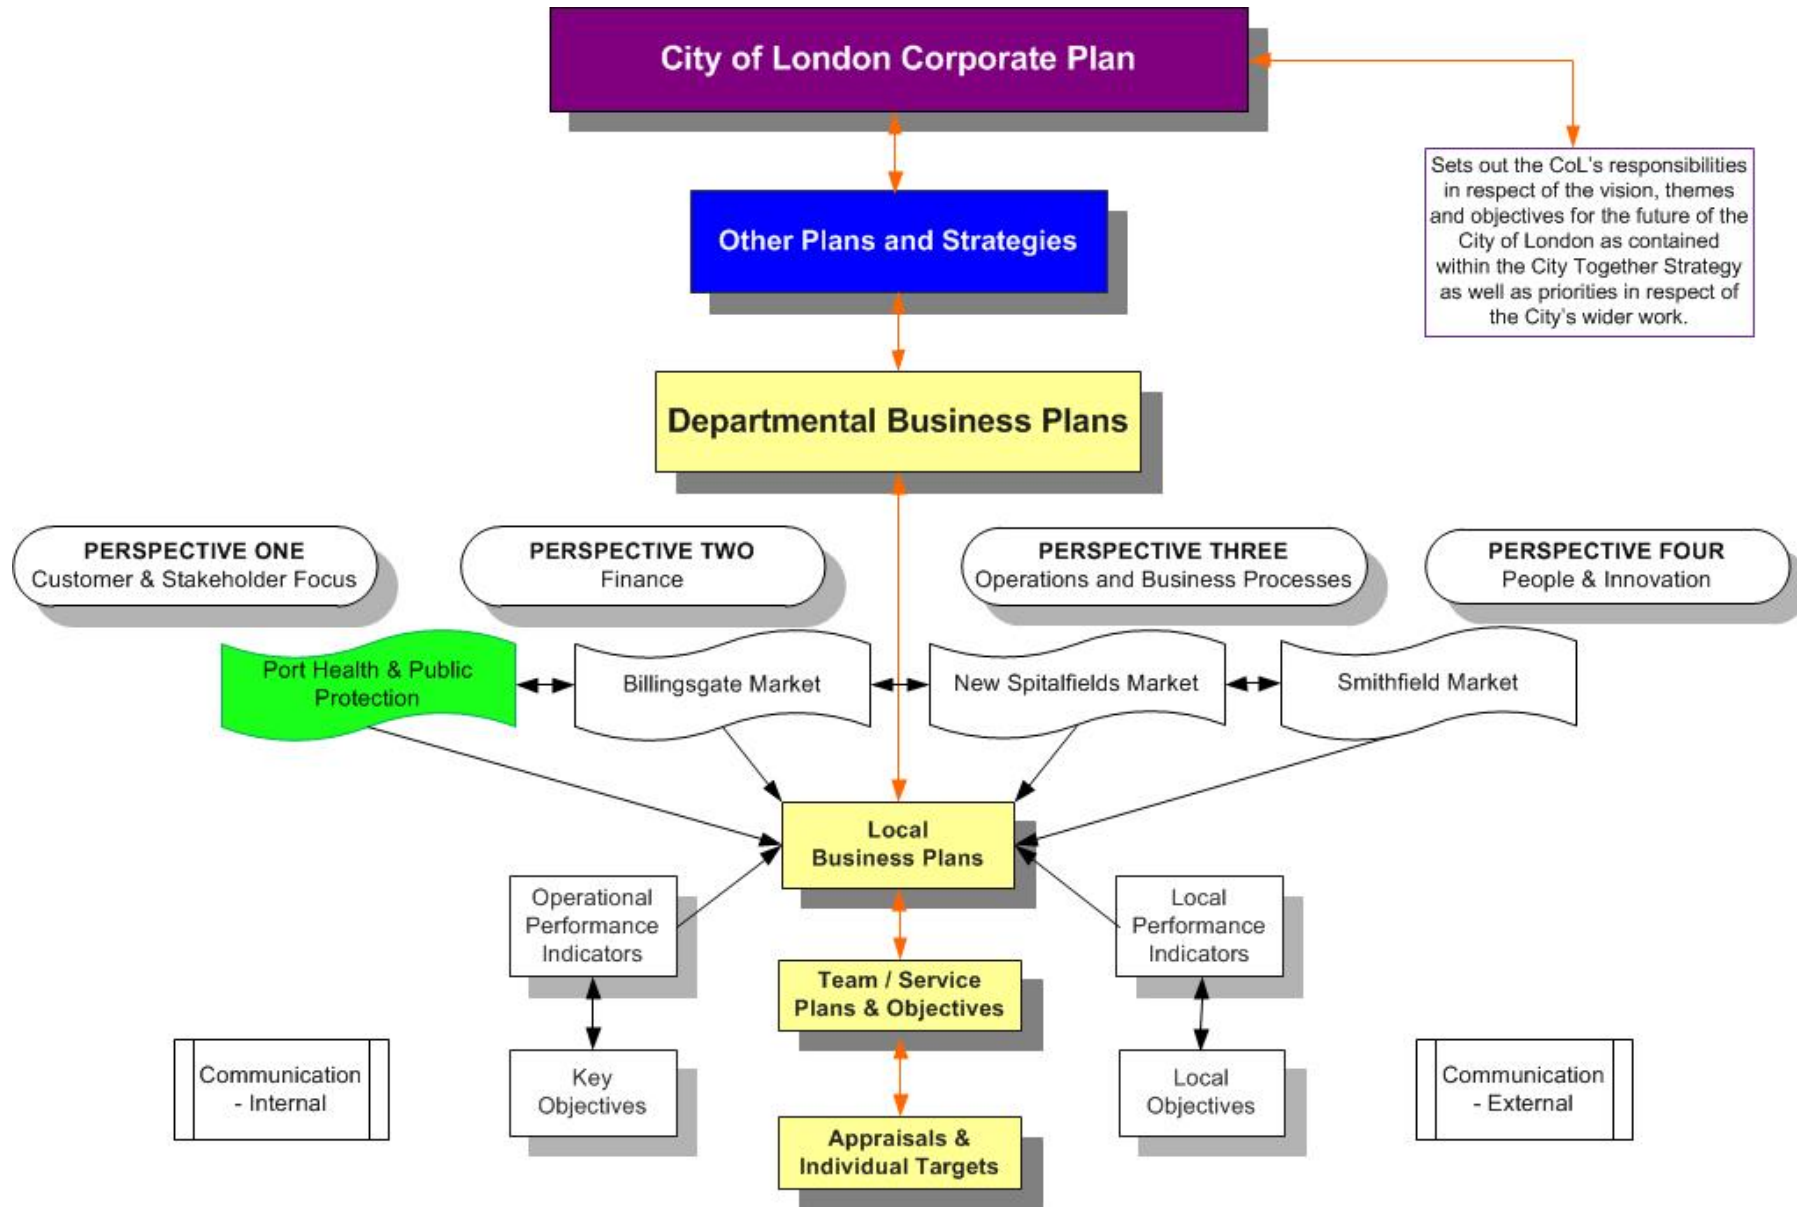 City of London Corporate Plan
Sets out the CoL's responsibilities
in respect of the vision, themes
and objectives for the future of the
City of London as contained
within the City Together Strategy
as well as priorities in respect of
the City's wider work.
Other Plans and Strategies
Departmental Business Plans
PERSPECTIVE ONE
Customer & Stakeholder Focus
PERSPECTIVE TWO
Finance
PERSPECTIVE THREE
Operations and Business Processes
PERSPECTIVE FOUR
People & Innovation
Port Health & Public
Protection
Billingsgate Market
New Spitalfields Market
Smithfield Market
Local
Business Plans
Operational
Performance
Indicators
Local
Performance
Indicators
Team / Service
Plans & Objectives
Communication
- Internal
Key
Objectives
Local
Objectives
Communication
- External
Appraisals &
Individual Targets